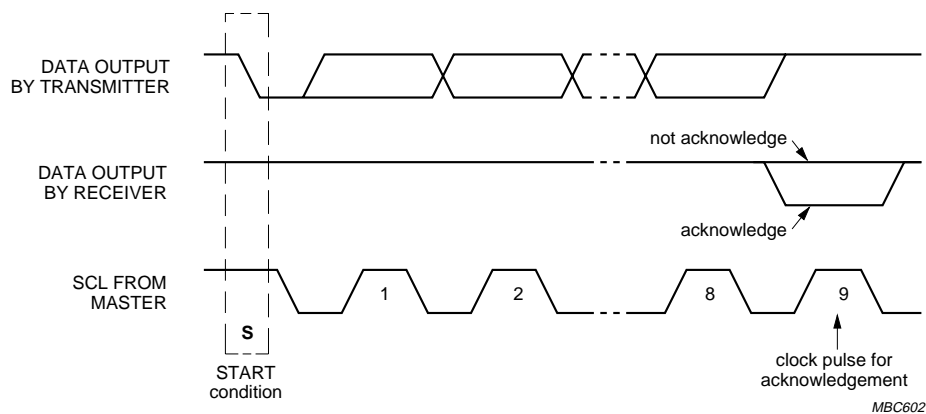 DATA OUTPUT
BY TRANSMITTER
not acknowledge
DATA OUTPUT
BY RECEIVER
acknowledge
SCL FROM
MASTER
1
2
8
9
S
START
condition
clock pulse for
acknowledgement
MBC602